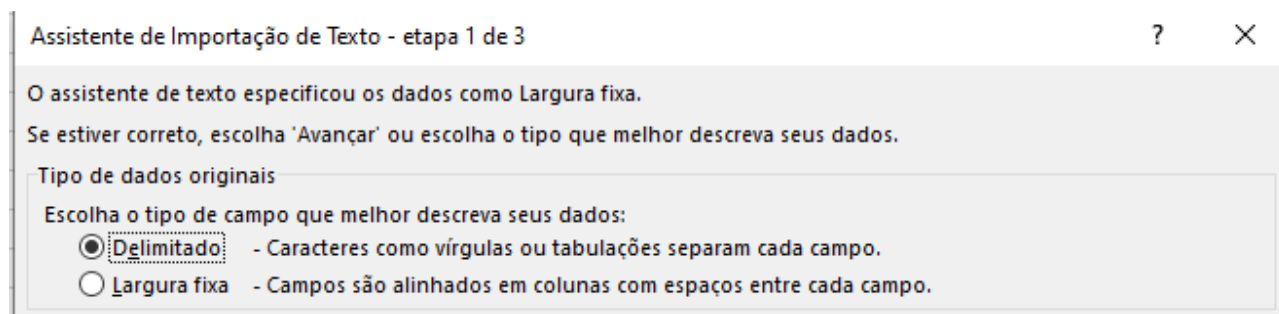 Assistente de Importação de Texto - etapa 1 de 3 ?
O assistente de texto especificou os dados como Largura fixa.
Se estiver correto, escolha 'Avançar' ou escolha o tipo que melhor descreva seus dados.
Tipo de dados originais
Escolha o tipo de campo que melhor descreva seus dados:
Delimitado - Caracteres como vírgulas ou tabulações separam cada campo.
Largura fixa - Campos são alinhados em colunas com espaços entre cada campo.